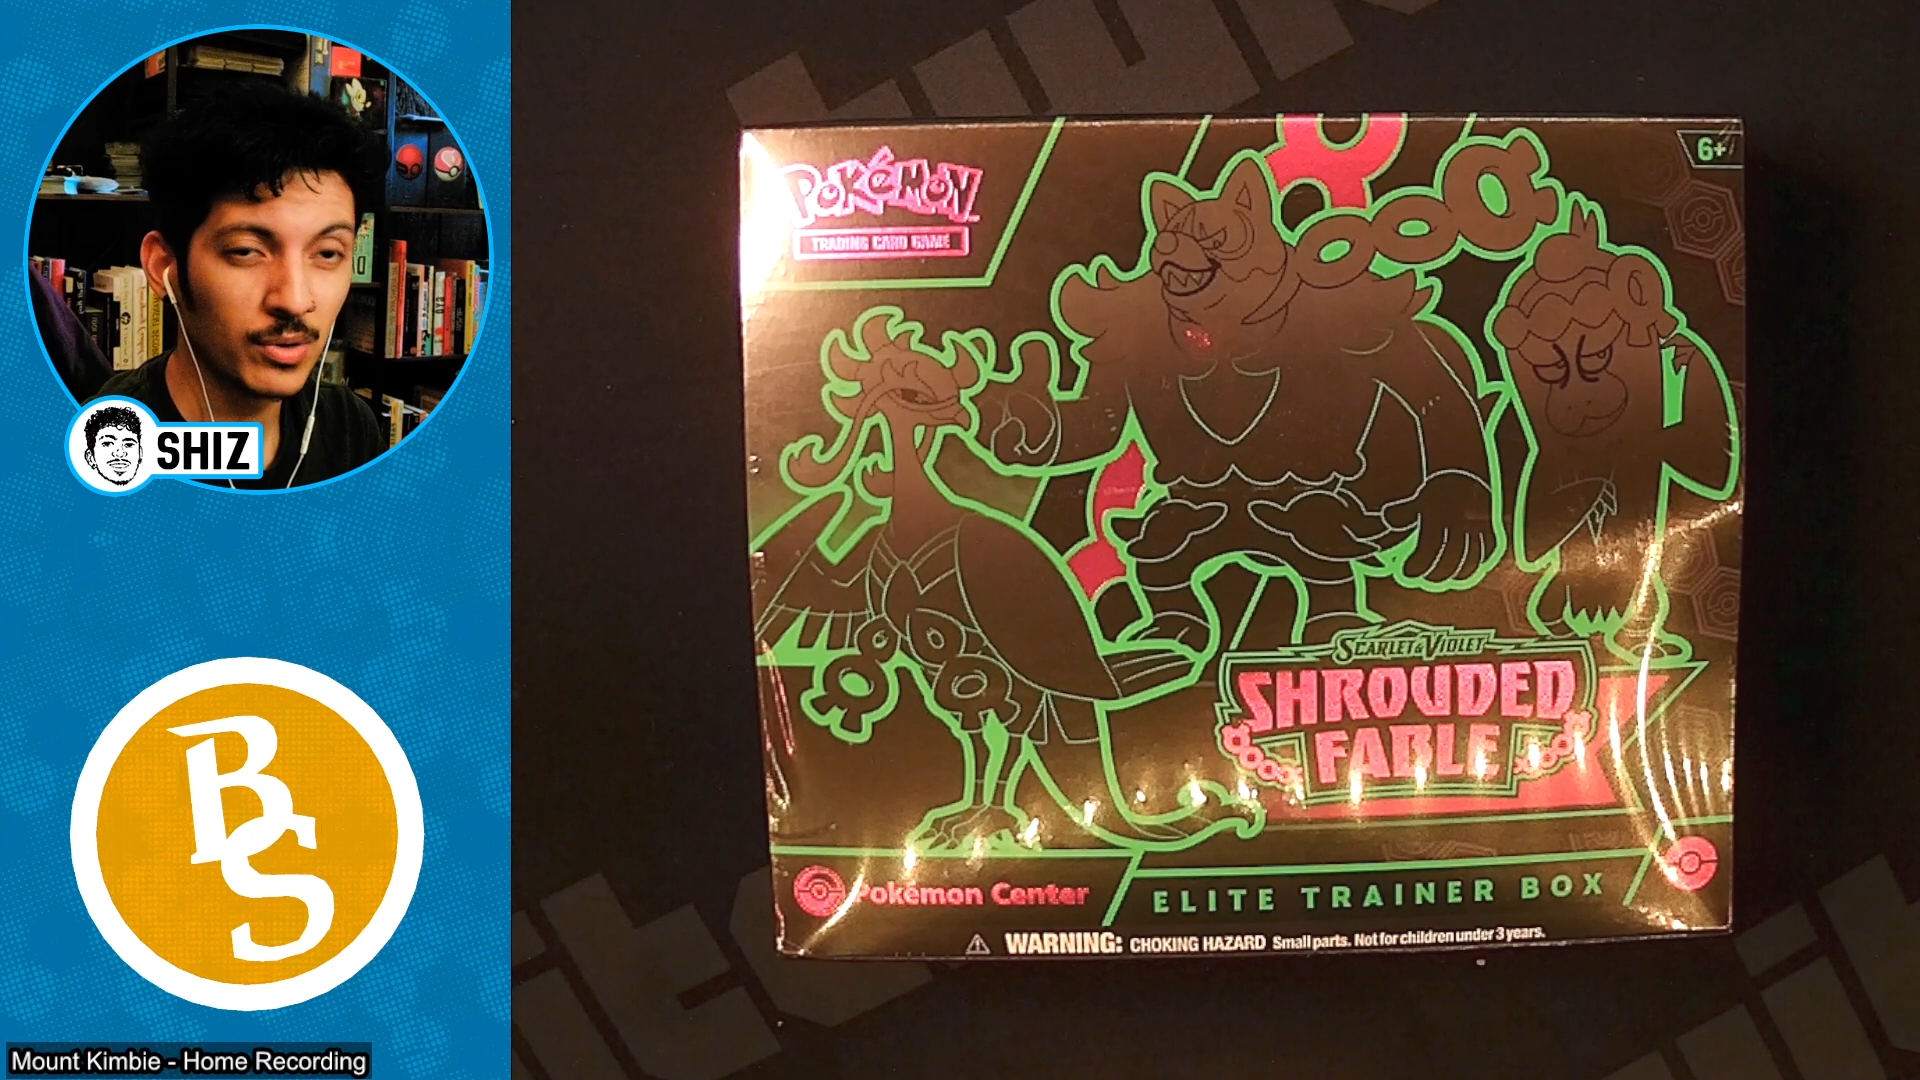 SHIZ
BS
Mount Kimbie - Home Recording
POKéMON
TRADING CARD GAME
6+
SCARLET & VIOLET
SHROUDED
FABLE
Pokémon Center
ELITE TRAINER BOX
WARNING: CHOKING HAZARD Small parts. Not for children under 3 years.